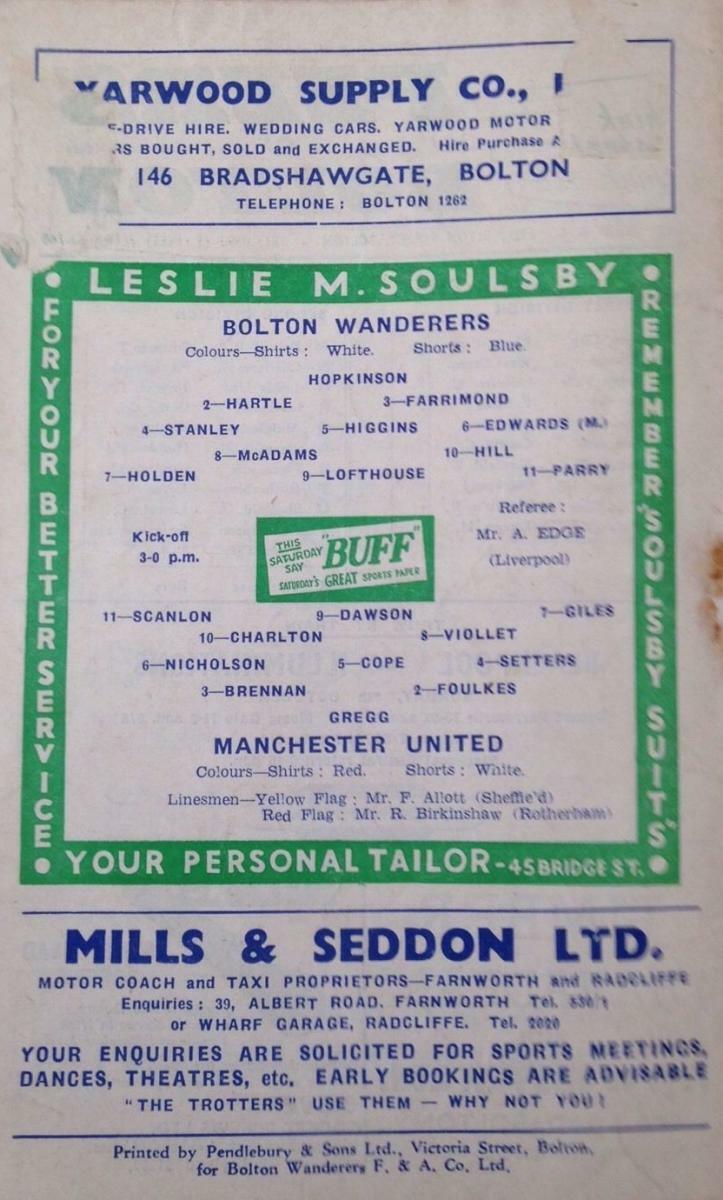 YARWOOD SUPPLY CO.,
-DRIVE HIRE. WEDDING CARS. YARWOOD MOTOR
RS BOUGHT, SOLD and EXCHANGED. Hire Purchase &
146 BRADSHAWGATE, BOLTON
TELEPHONE: BOLTON 1262
LESLIE M. SOULSBY
FOR YOUR BETTER SERVICE
REMEMBER "SOULSBY SUITS"
BOLTON WANDERERS
Colours—Shirts: White. Shorts: Blue.
HOPKINSON
2—HARTLE 3—FARRIMOND
4—STANLEY 5—HIGGINS 6—EDWARDS (M.)
8—McADAMS 10—HILL
7—HOLDEN 9—LOFTHOUSE 11—PARRY
Kick-off
3-0 p.m.
THIS
SATURDAY
SAY "BUFF"
SATURDAY'S GREAT SPORTS PAPER
Referee:
Mr. A. EDGE
(Liverpool)
11—SCANLON 9—DAWSON 7—GILES
10—CHARLTON 8—VIOLLET
6—NICHOLSON 5—COPE 4—SETTERS
3—BRENNAN 2—FOULKES
GREGG
MANCHESTER UNITED
Colours—Shirts: Red. Shorts: White.
Linesmen—Yellow Flag: Mr. F. Allott (Sheffie'd)
Red Flag: Mr. R. Birkinshaw (Rotherham)
YOUR PERSONAL TAILOR-45 BRIDGE ST.
MILLS & SEDDON LTD.
MOTOR COACH and TAXI PROPRIETORS—FARNWORTH and RADCLIFFE
Enquiries: 39, ALBERT ROAD. FARNWORTH Tel.
or WHARF GARAGE, RADCLIFFE. Tel. 2020
YOUR ENQUIRIES ARE SOLICITED FOR SPORTS MEETINGS,
DANCES, THEATRES, etc. EARLY BOOKINGS ARE ADVISABLE
"THE TROTTERS" USE THEM — WHY NOT YOU?
Printed by Pendlebury & Sons Ltd., Victoria Street, Bolton,
for Bolton Wanderers F. & A. Co. Ltd.